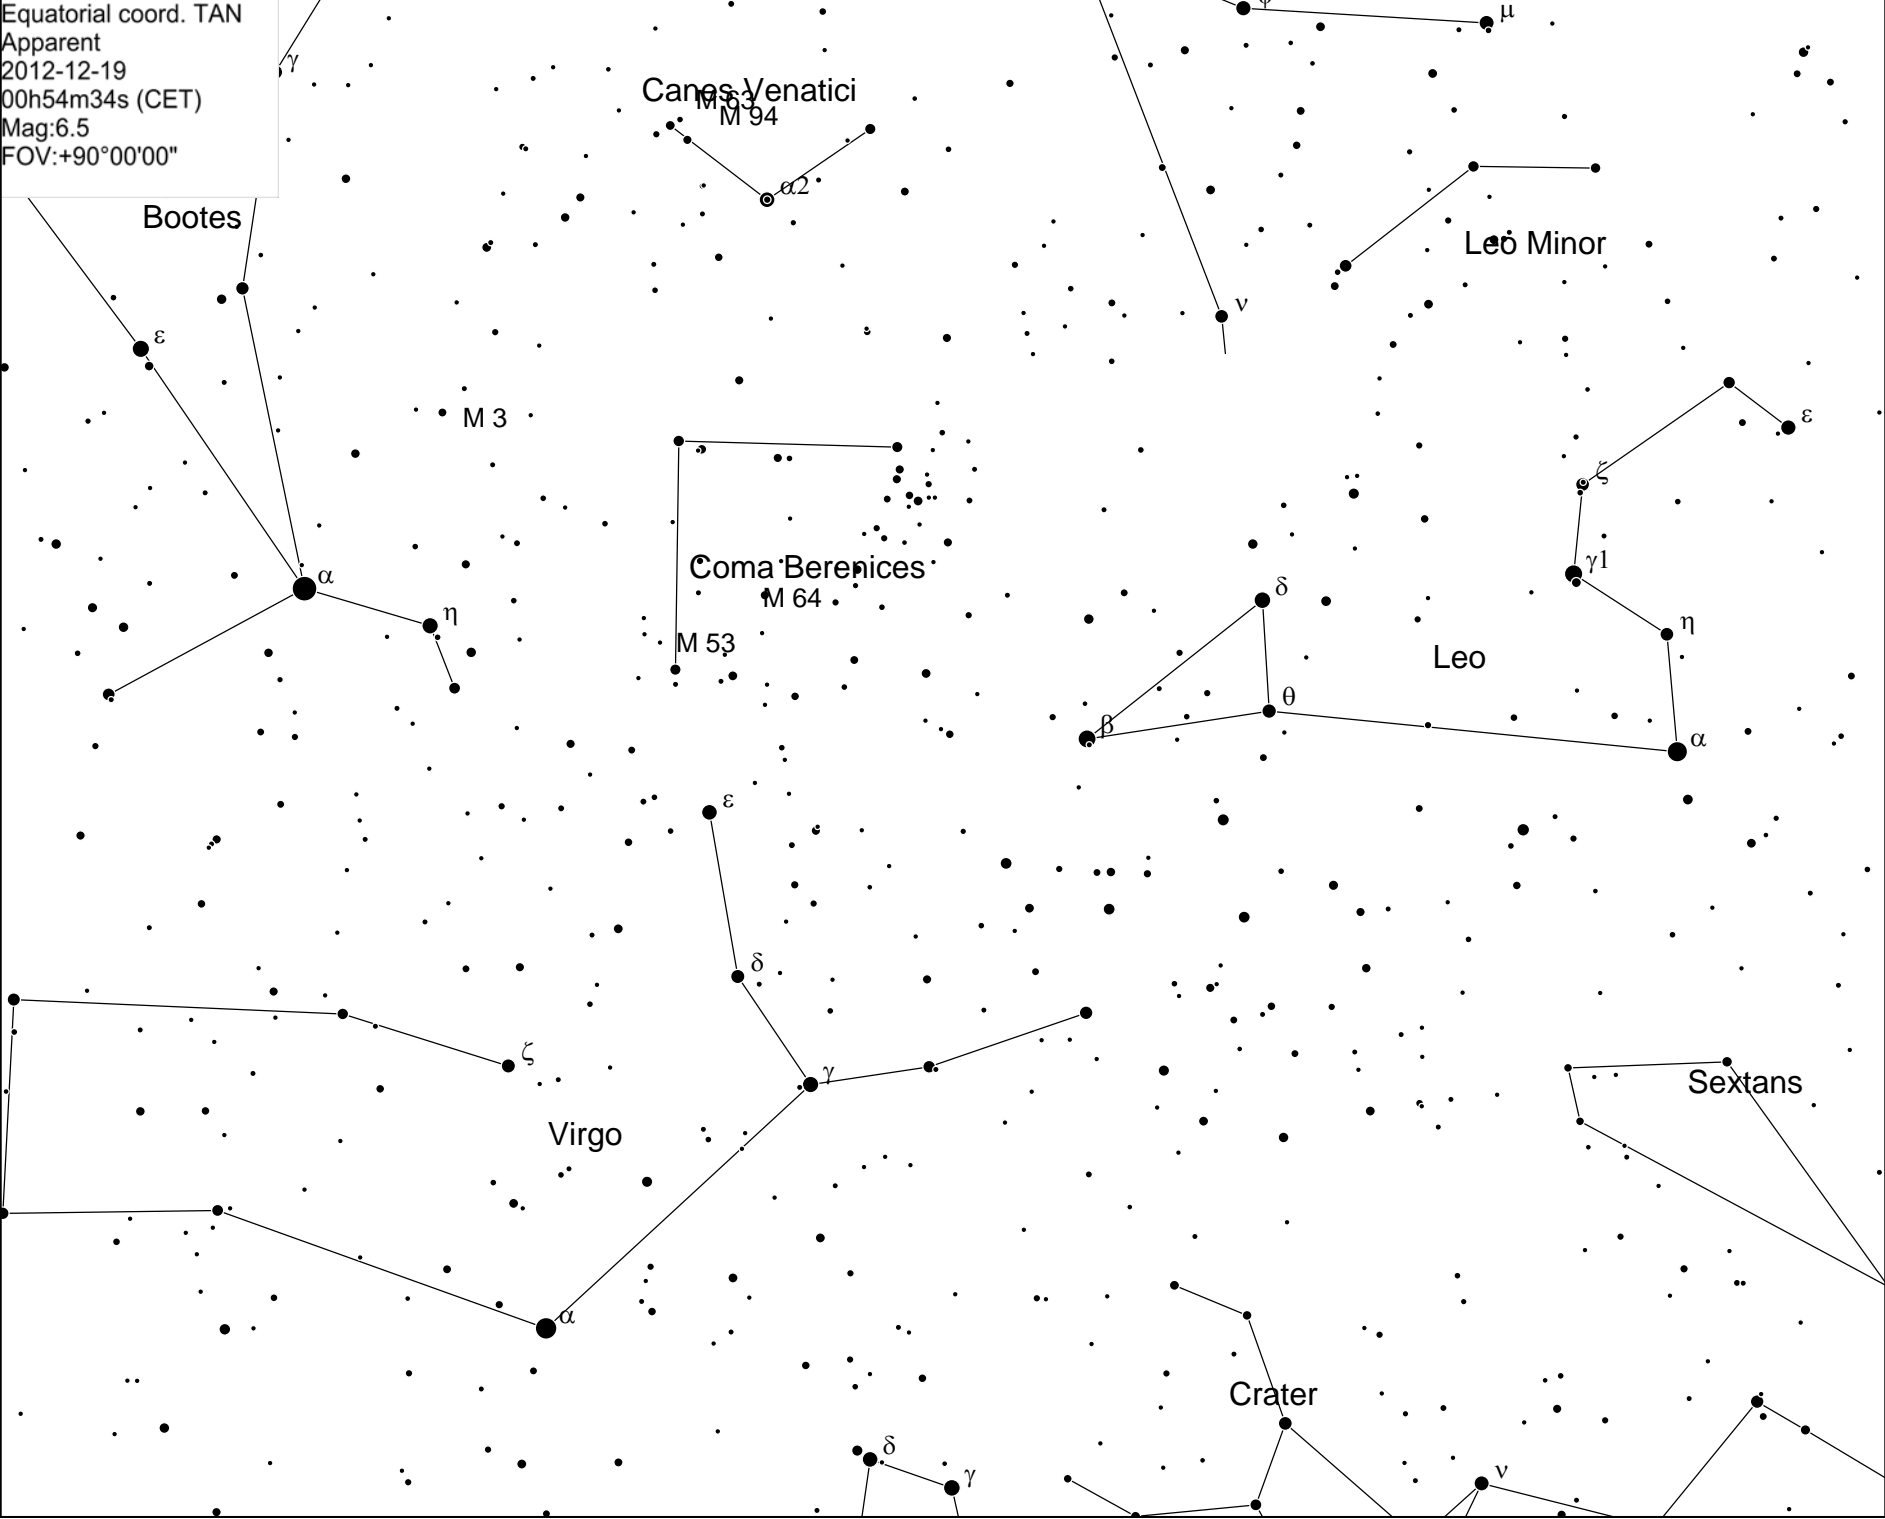 Equatorial coord. TAN
Apparent
2012-12-19
00h54m34s (CET)
Mag:6.5
FOV:+90°00'00"
γ
μ
Canes Venatici
M 63
M 94
α2
Bootes
Leo Minor
ν
ε
M 3
ε
ζ
Coma Berenices
γ1
α
M 64
δ
η
η
M 53
Leo
θ
β
α
ε
δ
ζ
γ
Sextans
Virgo
α
Crater
δ
γ
ν